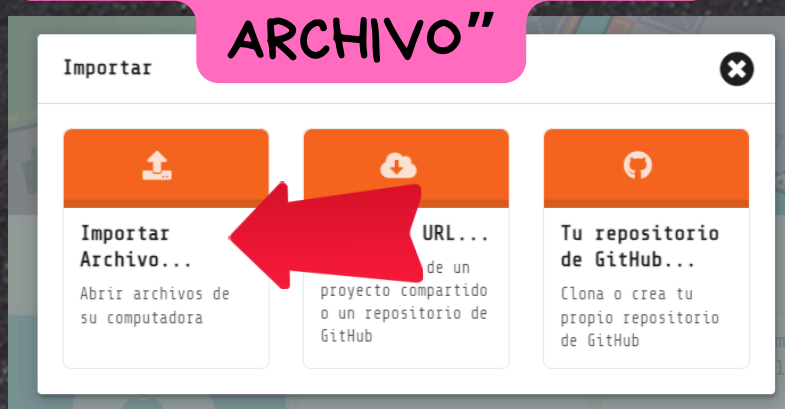 ARCHIVO"
Importar
Importar
Archivo...
Abrir archivos de
su computadora
URL...
de un
proyecto compartido
o un repositorio de
GitHub
Tu repositorio
de GitHub...
Clona o crea tu
propio repositorio
de GitHub